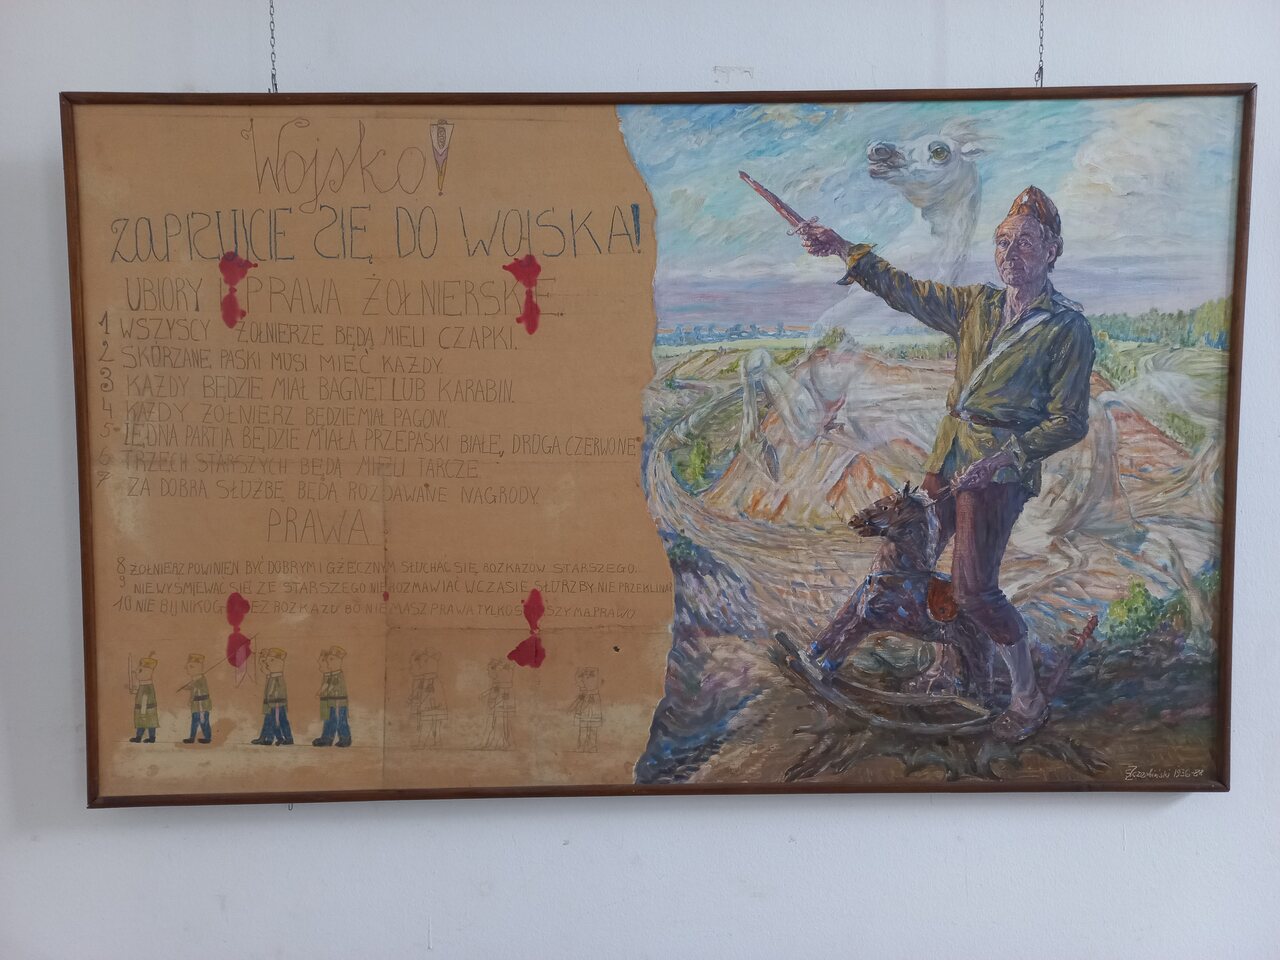 Wojsko!
ZAPISUJCIE SIĘ DO WOJSKA!
UBIORY I PRAWA ŻOŁNIERSKIE.
1 WSZYSCY ŻOŁNIERZE BĘDĄ MIELI CZAPKI.
2 SKÓRZANE PASKI MUSI MIEĆ KAŻDY.
3 KAŻDY BĘDZIE MIAŁ BAGNET LUB KARABIN.
4 KAŻDY ŻOŁNIERZ BĘDZIE MIAŁ PAGONY.
5 JEDNA PARTJA BĘDZIE MIAŁA PRZEPASKI BIAŁE, DRUGA CZERWONE
6 TRZECH STARSZYCH BĘDĄ MIELI TARCZE
7 ZA DOBRĄ SŁUŻBĘ BĘDĄ ROZDAWANE NAGRODY.
PRAWA
8 ŻOŁNIERZ POWINIEN BYĆ DOBRYM I GŻECZNYM SŁUCHAĆ SIĘ ROZKAZÓW STARSZEGO.
9 NIE WYŚMIEWAĆ SIĘ ZE STARSZEGO NIE ROZMAWIAĆ W CZASIE SŁUŻBY NIE PRZEKLINAĆ
10 NIE BIJ NIKOGO BEZ ROZKAZU BO NIE MASZ PRAWA TYLKO STARSZY MA PRAWO
1936-84